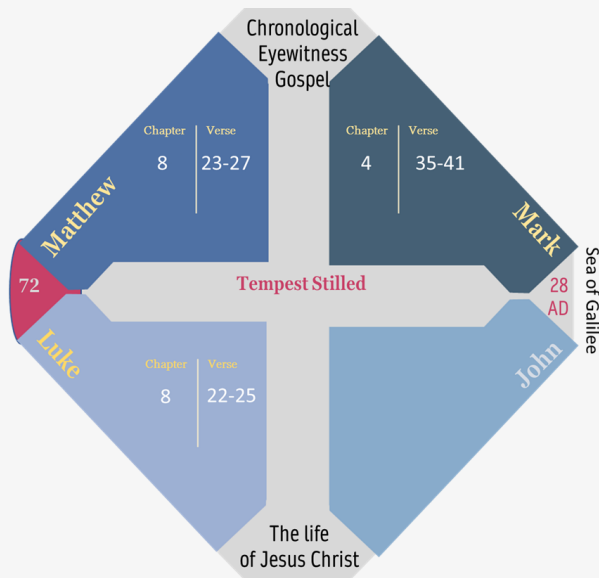 Chronological
Eyewitness
Gospel
Chapter Verse
8 23-27
Matthew
Chapter Verse
4 35-41
Mark
72
Tempest Stilled
28
AD
Sea of Galilee
Luke
Chapter Verse
8 22-25
John
The life
of Jesus Christ